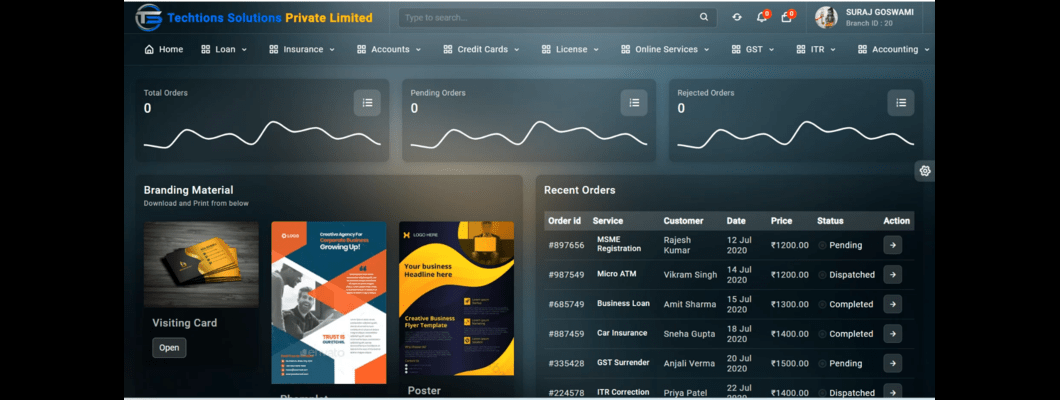 Techtions Solutions Private Limited
Type to search...
9
0
SURAJ GOSWAMI
Branch ID : 20
Home
Loan
Insurance
Accounts
Credit Cards
License
Online Services
GST
ITR
Accounting
Total Orders
0
Pending Orders
0
Rejected Orders
0
Branding Material
Download and Print from below
Creative Agency For
Corporate Business
Growing Up!
TRUST IS
LOGO HERE
Your business
Headline here
Creative Business
Flyer Template
Visiting Card
Open
Poster
Recent Orders
Order id Service Customer Date Price Status Action
#897656 MSME Registration Rajesh Kumar 12 Jul 2020 ₹1200.00 Pending
#987549 Micro ATM Vikram Singh 14 Jul 2020 ₹1200.00 Dispatched
#685749 Business Loan Amit Sharma 15 Jul 2020 ₹1300.00 Completed
#887459 Car Insurance Sneha Gupta 18 Jul 2020 ₹1400.00 Completed
#335428 GST Surrender Anjali Verma 20 Jul 2020 ₹1500.00 Pending
#224578 ITR Correction Priya Patel 22 Jul 2020 ₹1400.00 Dispatched